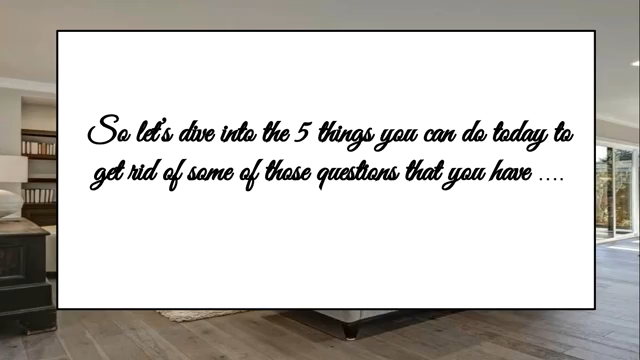 So let's dive into the 5 things you can do today to
get rid of some of those questions that you have ....